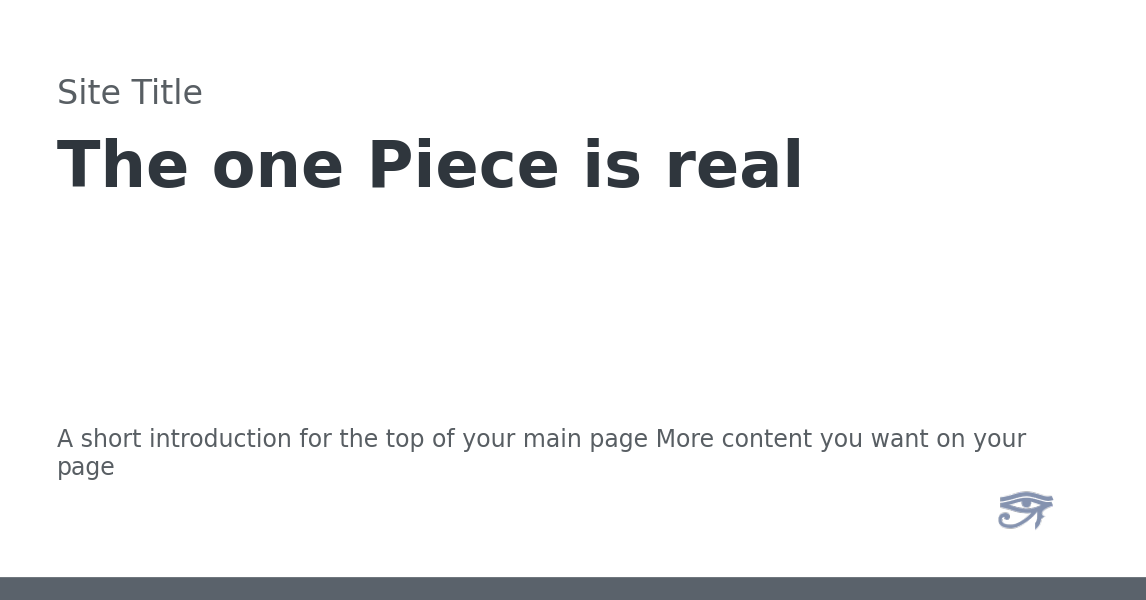 Site Title
The one Piece is real
A short introduction for the top of your main page More content you want on your
page